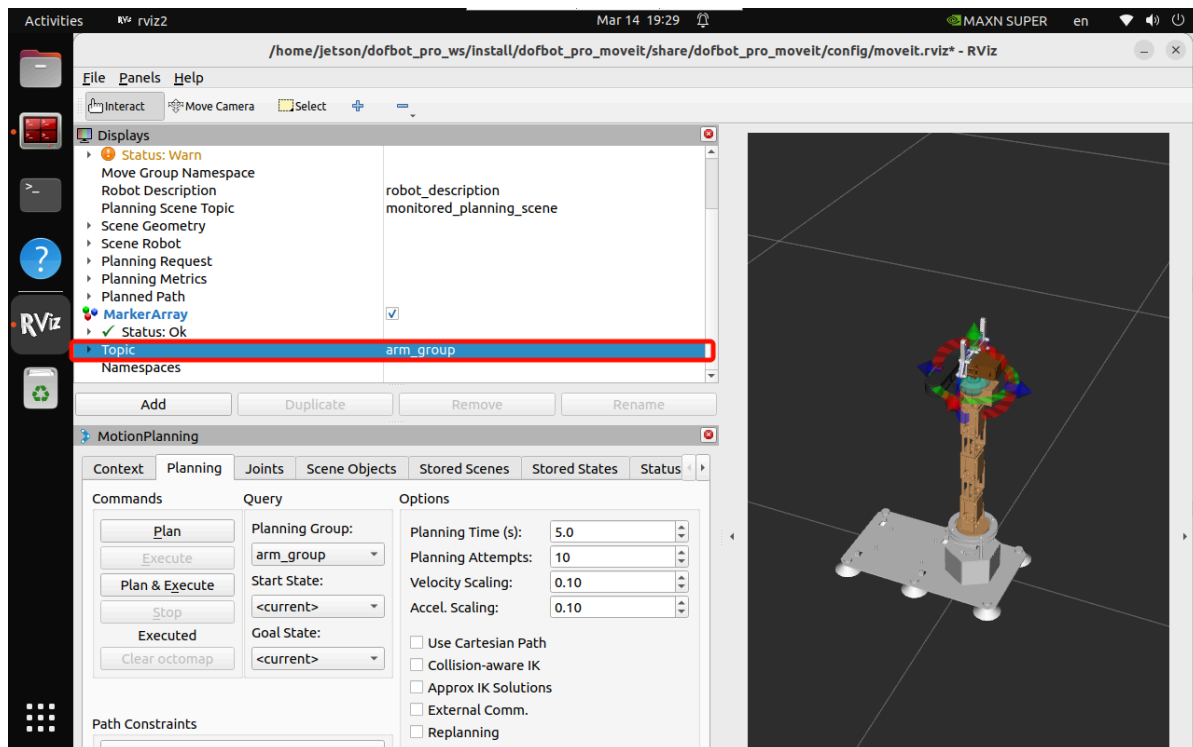 Activities
RViz rviz2
Mar 14 19:29
MAXN SUPER
en
/home/jetson/dofbot_pro_ws/install/dofbot_pro_moveit/share/dofbot_pro_moveit/config/moveit.rviz* - RViz
File Panels Help
Interact Move Camera Select
Displays
Status: Warn
Move Group Namespace
Robot Description robot_description
Planning Scene Topic monitored_planning_scene
Scene Geometry
Scene Robot
Planning Request
Planning Metrics
Planned Path
MarkerArray
Status: Ok
Topic arm_group
Namespaces
Add Duplicate Remove Rename
RViz
MotionPlanning
Context Planning Joints Scene Objects Stored Scenes Stored States Status
Commands
Plan
Execute
Plan & Execute
Stop
Executed
Clear octomap
Query
Planning Group:
arm_group
Start State:
<current>
Goal State:
<current>
Options
Planning Time (s): 5.0
Planning Attempts: 10
Velocity Scaling: 0.10
Accel. Scaling: 0.10
Use Cartesian Path
Collision-aware IK
Approx IK Solutions
External Comm.
Replanning
Path Constraints